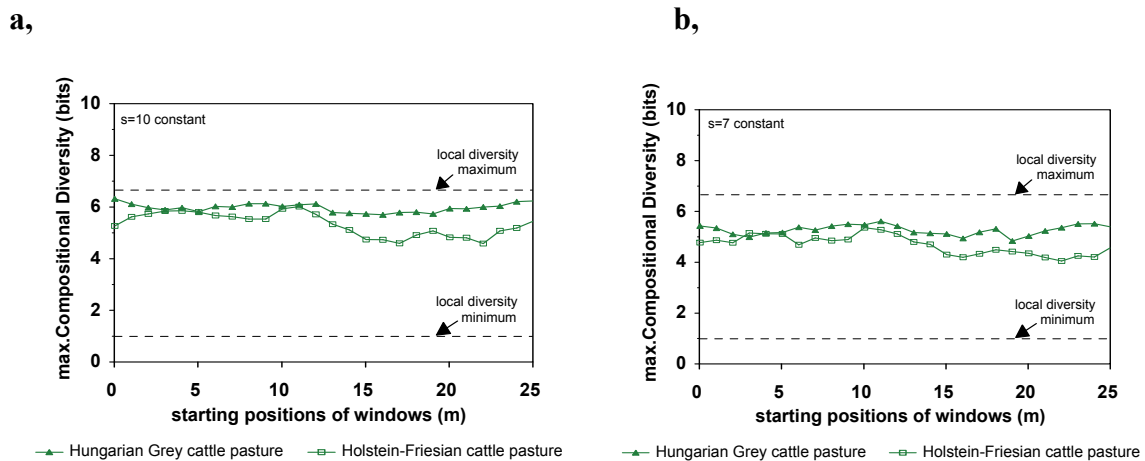 a,
max.Compositional Diversity (bits)
10
8
6
4
2
0
s=10 constant
local diversity
maximum
local diversity
minimum
0 5 10 15 20 25
starting positions of windows (m)
Hungarian Grey cattle pasture Holstein-Friesian cattle pasture
b,
max.Compositional Diversity (bits)
10
8
6
4
2
0
s=7 constant
local diversity
maximum
local diversity
minimum
0 5 10 15 20 25
starting positions of windows (m)
Hungarian Grey cattle pasture Holstein-Friesian cattle pasture